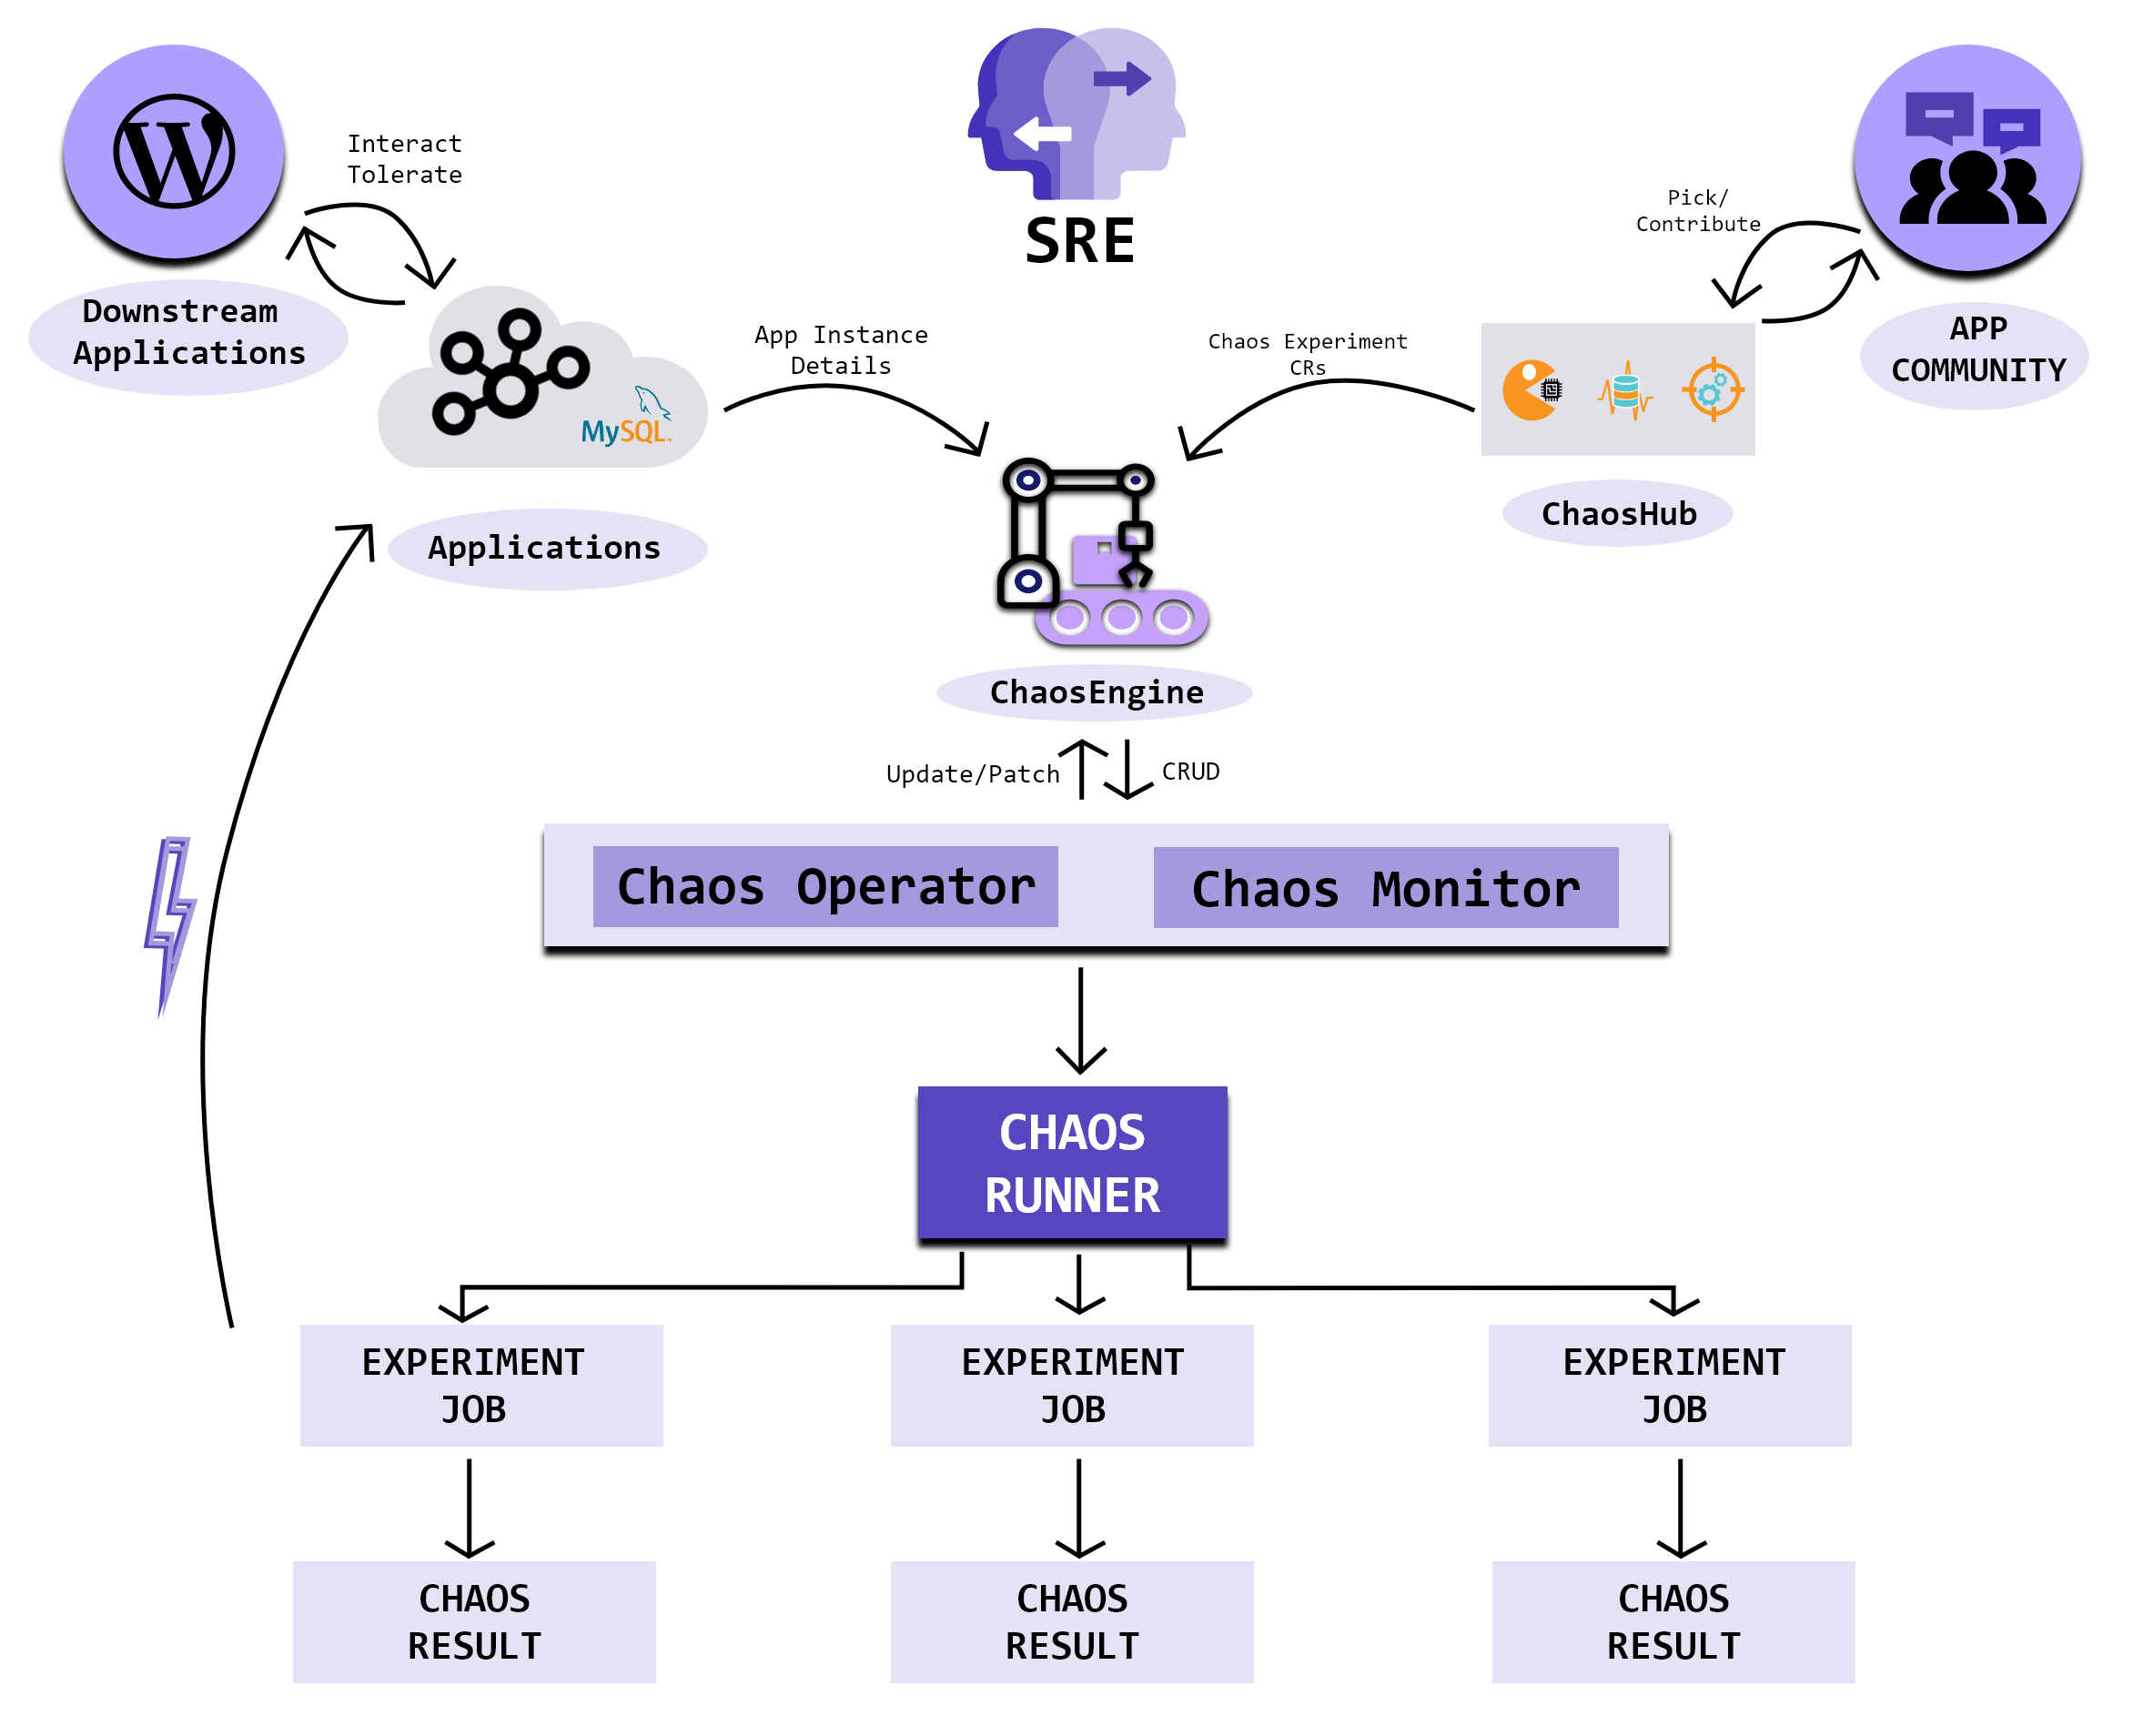 SRE
Interact
Tolerate
Downstream
Applications
Pick/
Contribute
APP
COMMUNITY
App Instance
Details
Chaos Experiment
CRs
MySQL™
Applications
ChaosHub
ChaosEngine
Update/Patch
CRUD
Chaos Operator
Chaos Monitor
CHAOS
RUNNER
EXPERIMENT
JOB
EXPERIMENT
JOB
EXPERIMENT
JOB
CHAOS
RESULT
CHAOS
RESULT
CHAOS
RESULT